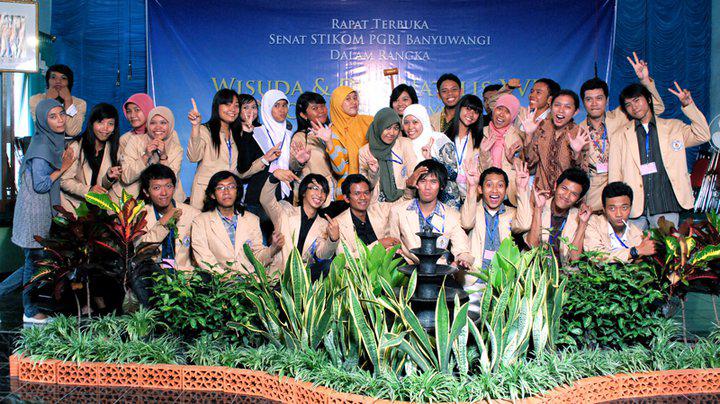 Rapat Terbuka
Senat STIKOM PGRI Banyuwangi
Dalam Rangka
Wisuda &